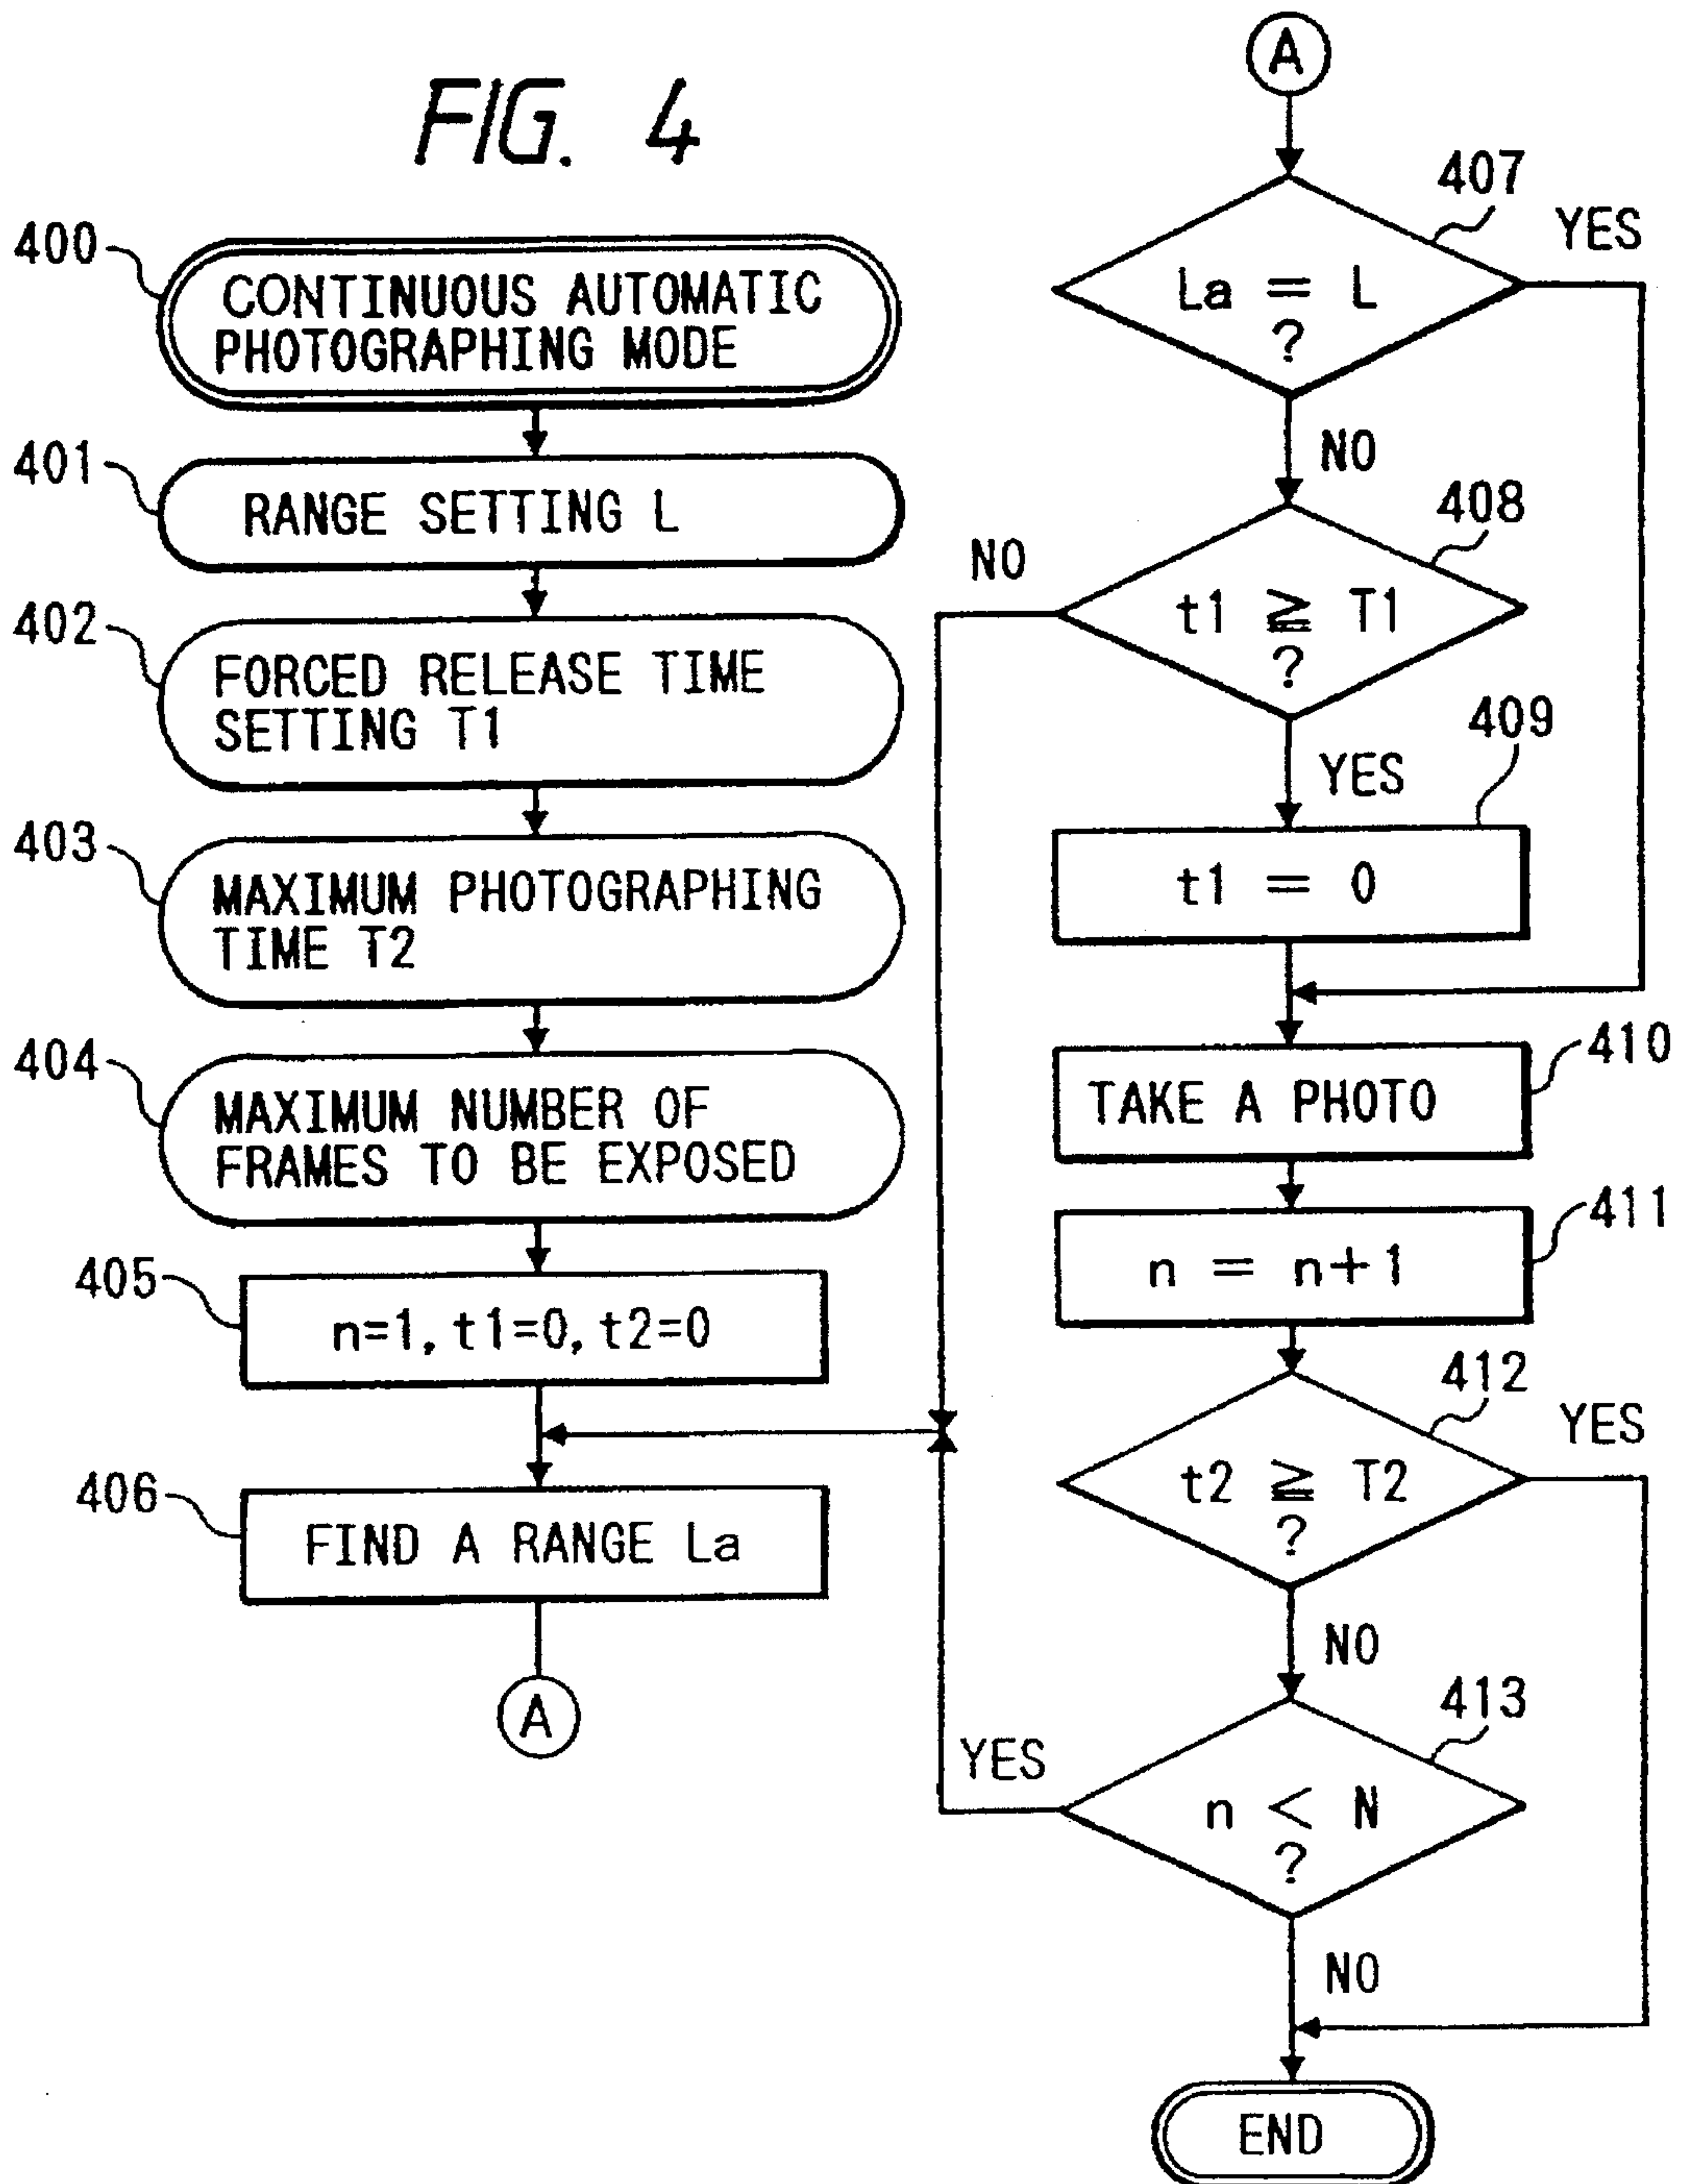 FIG. 4
400
CONTINUOUS AUTOMATIC
PHOTOGRAPHING MODE
401
RANGE SETTING L
402
FORCED RELEASE TIME
SETTING T1
403
MAXIMUM PHOTOGRAPHING
TIME T2
404
MAXIMUM NUMBER OF
FRAMES TO BE EXPOSED
405
n=1, t1=0, t2=0
406
FIND A RANGE La
A
A
407
YES
La = L
?
NO
408
NO
t1 ≧ T1
?
409
YES
t1 = 0
410
TAKE A PHOTO
411
n = n+1
412
YES
t2 ≧ T2
?
NO
413
YES
n < N
?
NO
END